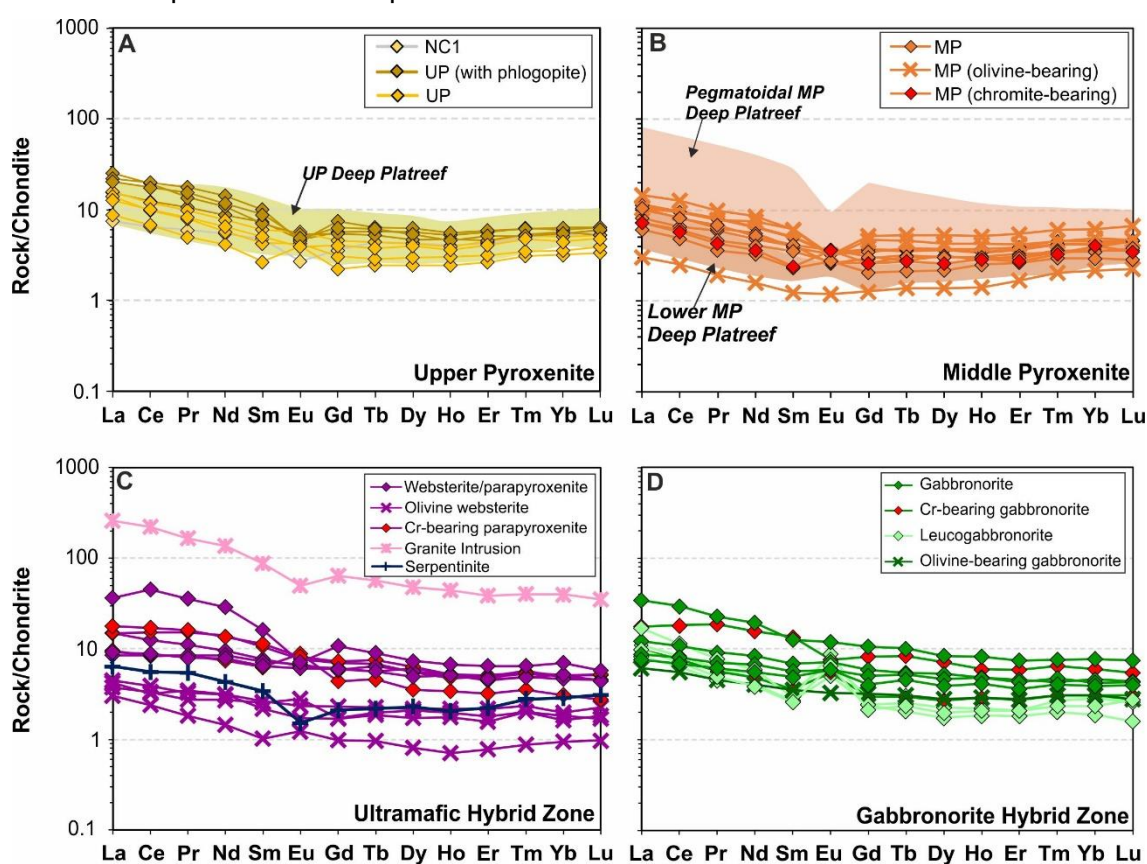 1000
100
10
1
0.1
Rock/Chondite
A
NC1
UP (with phlogopite)
UP
UP Deep Platreef
Upper Pyroxenite
La Ce Pr Nd Sm Eu Gd Tb Dy Ho Er Tm Yb Lu
B
MP
MP (olivine-bearing)
MP (chromite-bearing)
Pegmatoidal MP
Deep Platreef
Lower MP
Deep Platreef
Middle Pyroxenite
La Ce Pr Nd Sm Eu Gd Tb Dy Ho Er Tm Yb Lu
1000
100
10
1
0.1
Rock/Chondrite
C
Websterite/parapyroxenite
Olivine websterite
Cr-bearing parapyroxenite
Granite Intrusion
Serpentinite
Ultramafic Hybrid Zone
La Ce Pr Nd Sm Eu Gd Tb Dy Ho Er Tm Yb Lu
D
Gabbronorite
Cr-bearing gabbronorite
Leucogabbronorite
Olivine-bearing gabbronorite
Gabbronorite Hybrid Zone
La Ce Pr Nd Sm Eu Gd Tb Dy Ho Er Tm Yb Lu